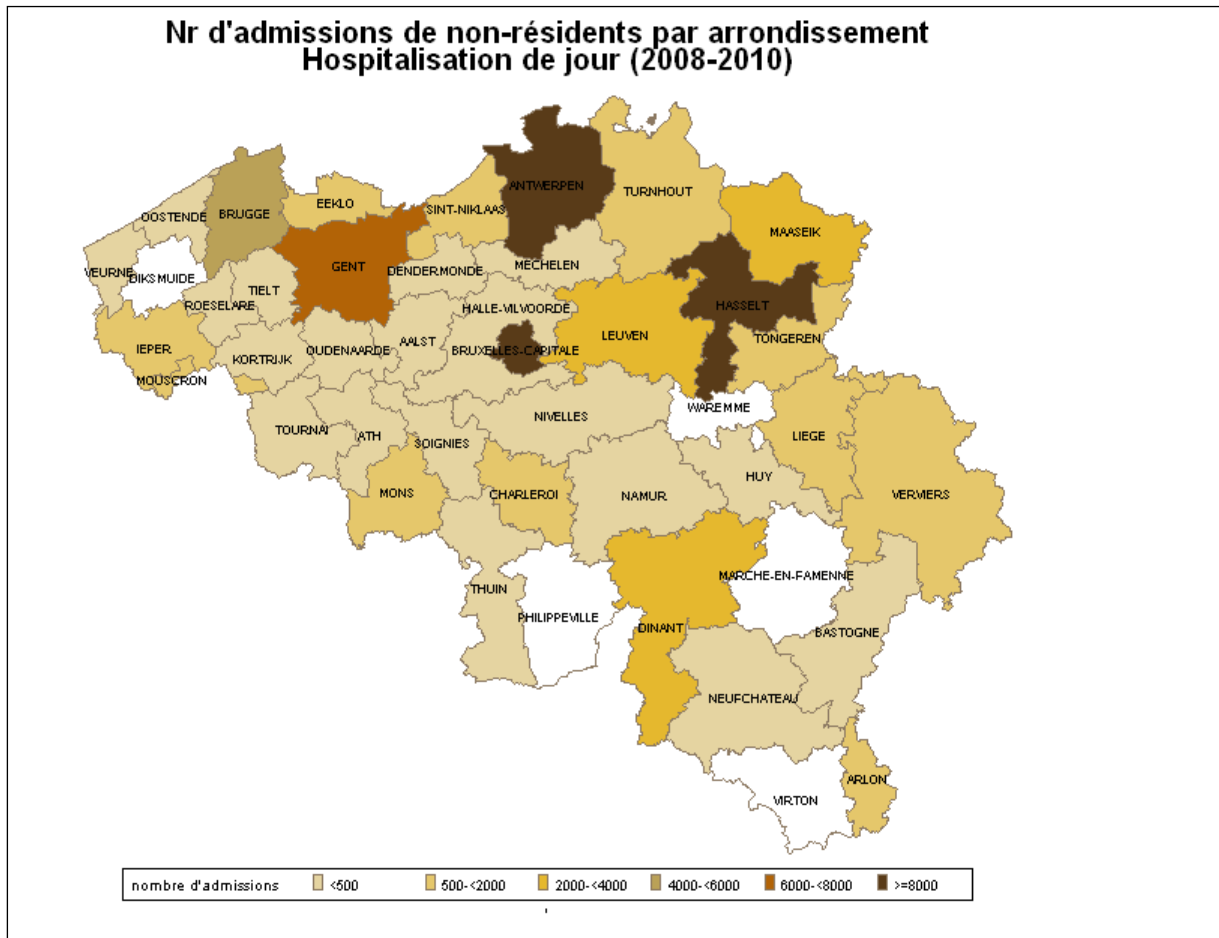 Nr d'admissions de non-résidents par arrondissement
Hospitalisation de jour (2008-2010)
ANTWERPEN
TURNHOUT
EEKLO
SINT-NIKLAAS
OOSTENDE
BRUGGE
MAASEIK
GENT
MECHELEN
VEURNE
DIKSMUIDE
DENDERMONDE
TIELT
ROESELARE
HALLE-VILVOORDE
HASSELT
LEUVEN
AALST
TONGEREN
IEPER
OUDENAARDE
BRUXELLES-CAPITALE
KORTRIJK
MOUSCRON
WAREMME
NIVELLES
TOURNAI
ATH
SOIGNIES
LIEGE
HUY
MONS
CHARLEROI
NAMUR
VERVIERS
MARCHE-EN-FAMENNE
THUIN
PHILIPPEVILLE
DINANT
BASTOGNE
NEUFCHATEAU
ARLON
VIRTON
nombre d'admissions <500 500-<2000 2000-<4000 4000-<6000 6000-<8000 >=8000